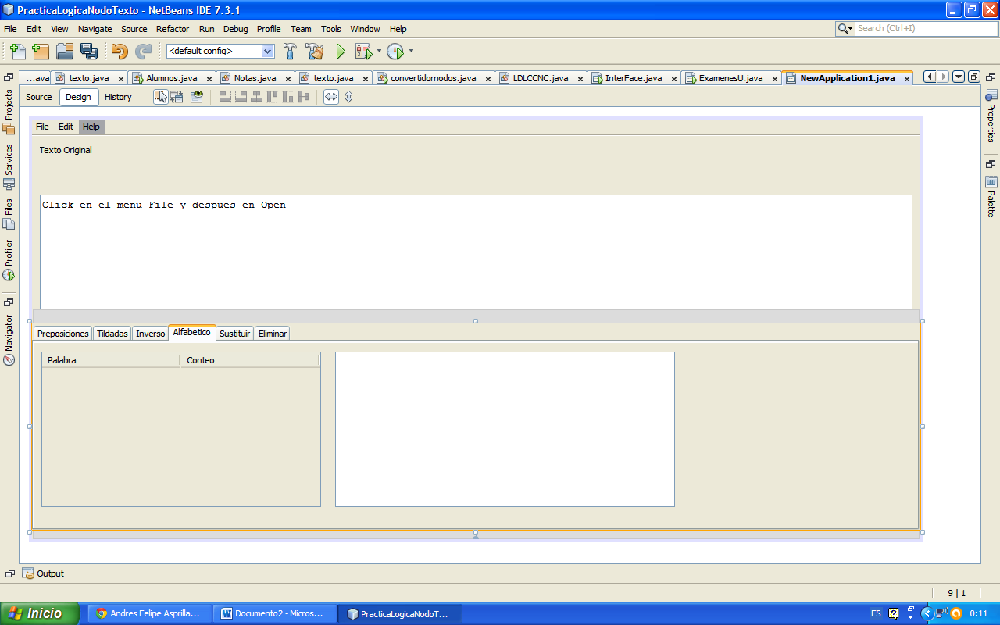 PracticaLogicaNodoTexto - NetBeans IDE 7.3.1
File Edit View Navigate Source Refactor Run Debug Profile Team Tools Window Help
Search (Ctrl+I)
<default config>
...ava texto.java Alumnos.java Notas.java texto.java convertidornodos.java LDLCCNC.java InterFace.java ExamenesU.java NewApplication1.java
Source Design History
Projects
Services
Files
Profiler
Navigator
Properties
Palette
File Edit Help
Texto Original
Click en el menu File y despues en Open
Preposiciones Tildadas Inverso Alfabetico Sustituir Eliminar
Palabra Conteo
Output
9 | 1
Inicio Andres Felipe Asprilla... Documento2 - Micros... PracticaLogicaNodoT... ES 0:11